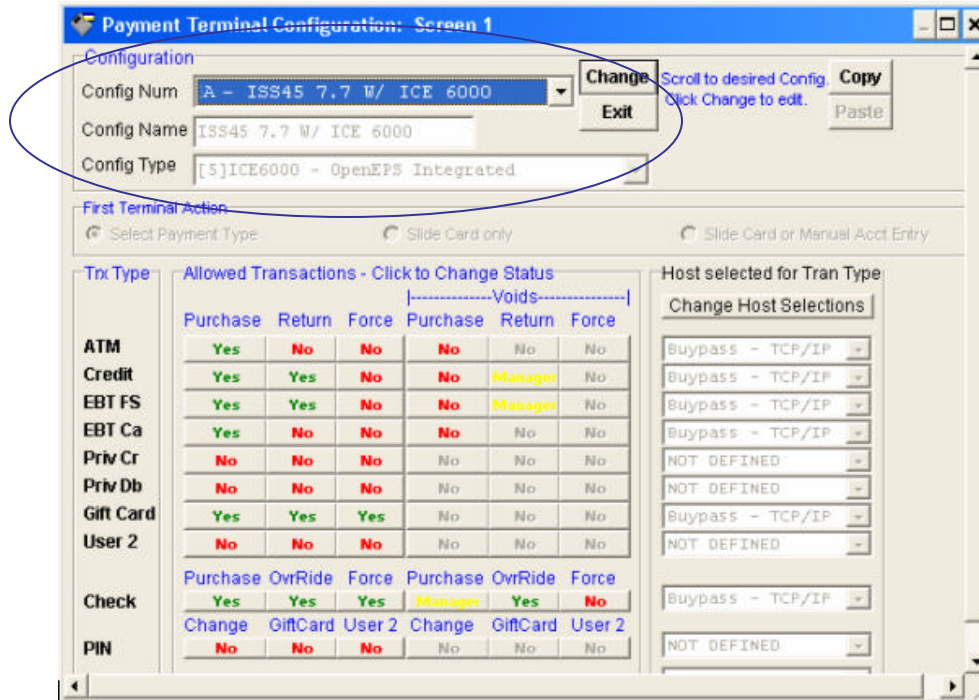 Payment Terminal Configuration: Screen 1
Configuration
Config Num A - ISS45 7.7 W/ ICE 6000 Change Scroll to desired Config. Copy
Exit Click Change to edit. Paste
Config Name ISS45 7.7 W/ ICE 6000
Config Type [5]ICE6000 - OpenEPS Integrated
First Terminal Action
Select Payment Type Slide Card only Slide Card or Manual Acct Entry
Trx Type Allowed Transactions - Click to Change Status Host selected for Tran Type
|--------------Voids----------------|
Change Host Selections
Purchase Return Force Purchase Return Force
ATM Yes No No No No No Buypass - TCP/IP
Credit Yes Yes No No Manager No Buypass - TCP/IP
EBT FS Yes Yes No No Manager No Buypass - TCP/IP
EBT Ca Yes No No No No No Buypass - TCP/IP
Priv Cr No No No No No No NOT DEFINED
Priv Db No No No No No No NOT DEFINED
Gift Card Yes Yes Yes No No No Buypass - TCP/IP
User 2 No No No No No No NOT DEFINED
Purchase OvrRide Force Purchase OvrRide Force
Check Yes Yes Yes Manager Yes No Buypass - TCP/IP
Change GiftCard User 2 Change GiftCard User 2
PIN No No No No No No NOT DEFINED